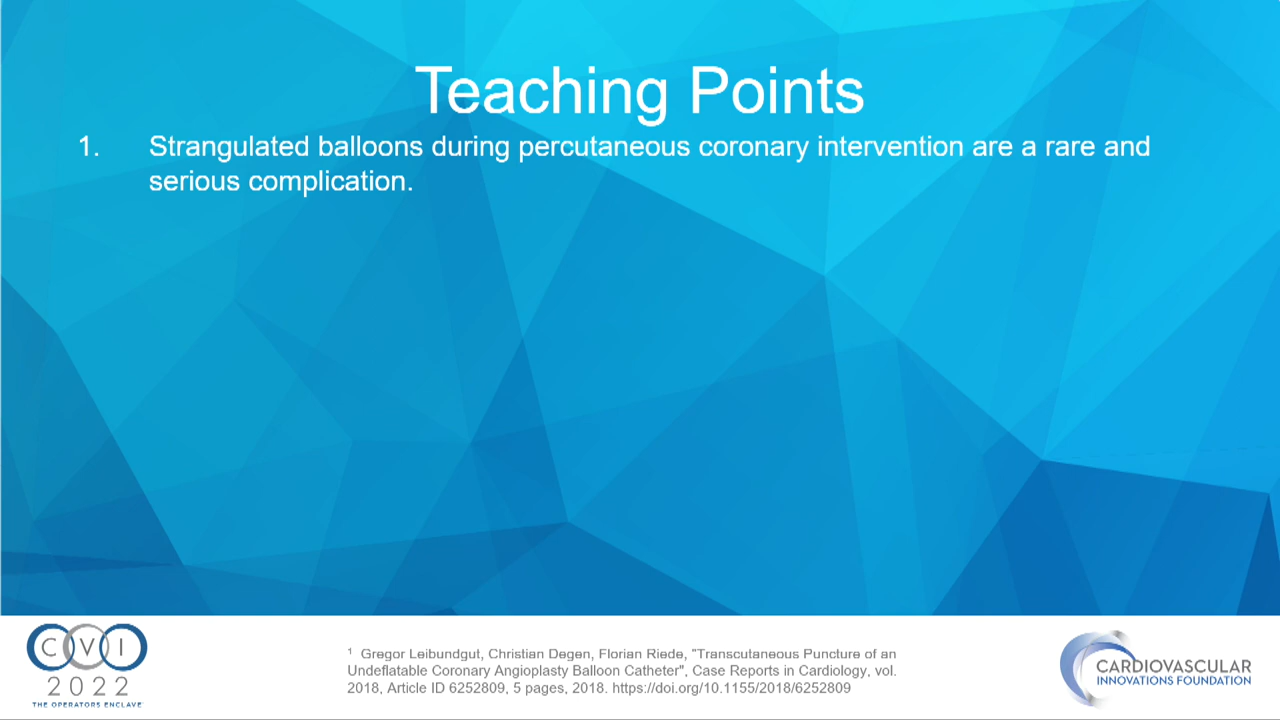 Teaching Points
1. Strangulated balloons during percutaneous coronary intervention are a rare and
serious complication.
CVI
2022
THE OPERATORS ENCLAVE
1 Gregor Leibundgut, Christian Degen, Florian Riede, "Transcutaneous Puncture of an
Undeflatable Coronary Angioplasty Balloon Catheter", Case Reports in Cardiology, vol.
2018, Article ID 6252809, 5 pages, 2018. https://doi.org/10.1155/2018/6252809
CARDIOVASCULAR
INNOVATIONS FOUNDATION